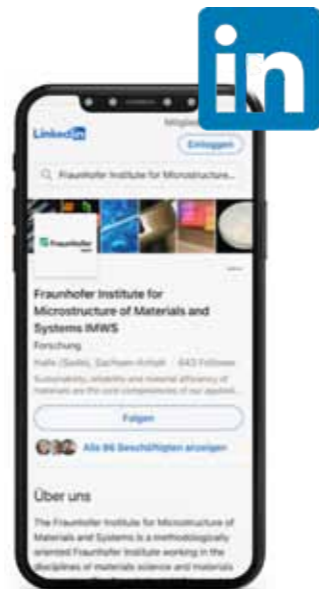 in
LinkedIn
Einloggen
Fraunhofer Institute for Microstructure...
Fraunhofer
Fraunhofer Institute for
Microstructure of Materials and
Systems IMWS
Forschung
Halle (Saale), Sachsen-Anhalt 643 Follower
Sustainability, reliability and material efficiency of
materials are the core components of our applied...
Folgen
Alle 86 Beschäftigten anzeigen
Über uns
The Fraunhofer Institute for Microstructure of
Materials and Systems is a methodologically
oriented Fraunhofer Institute working in the
disciplines of materials science and materials